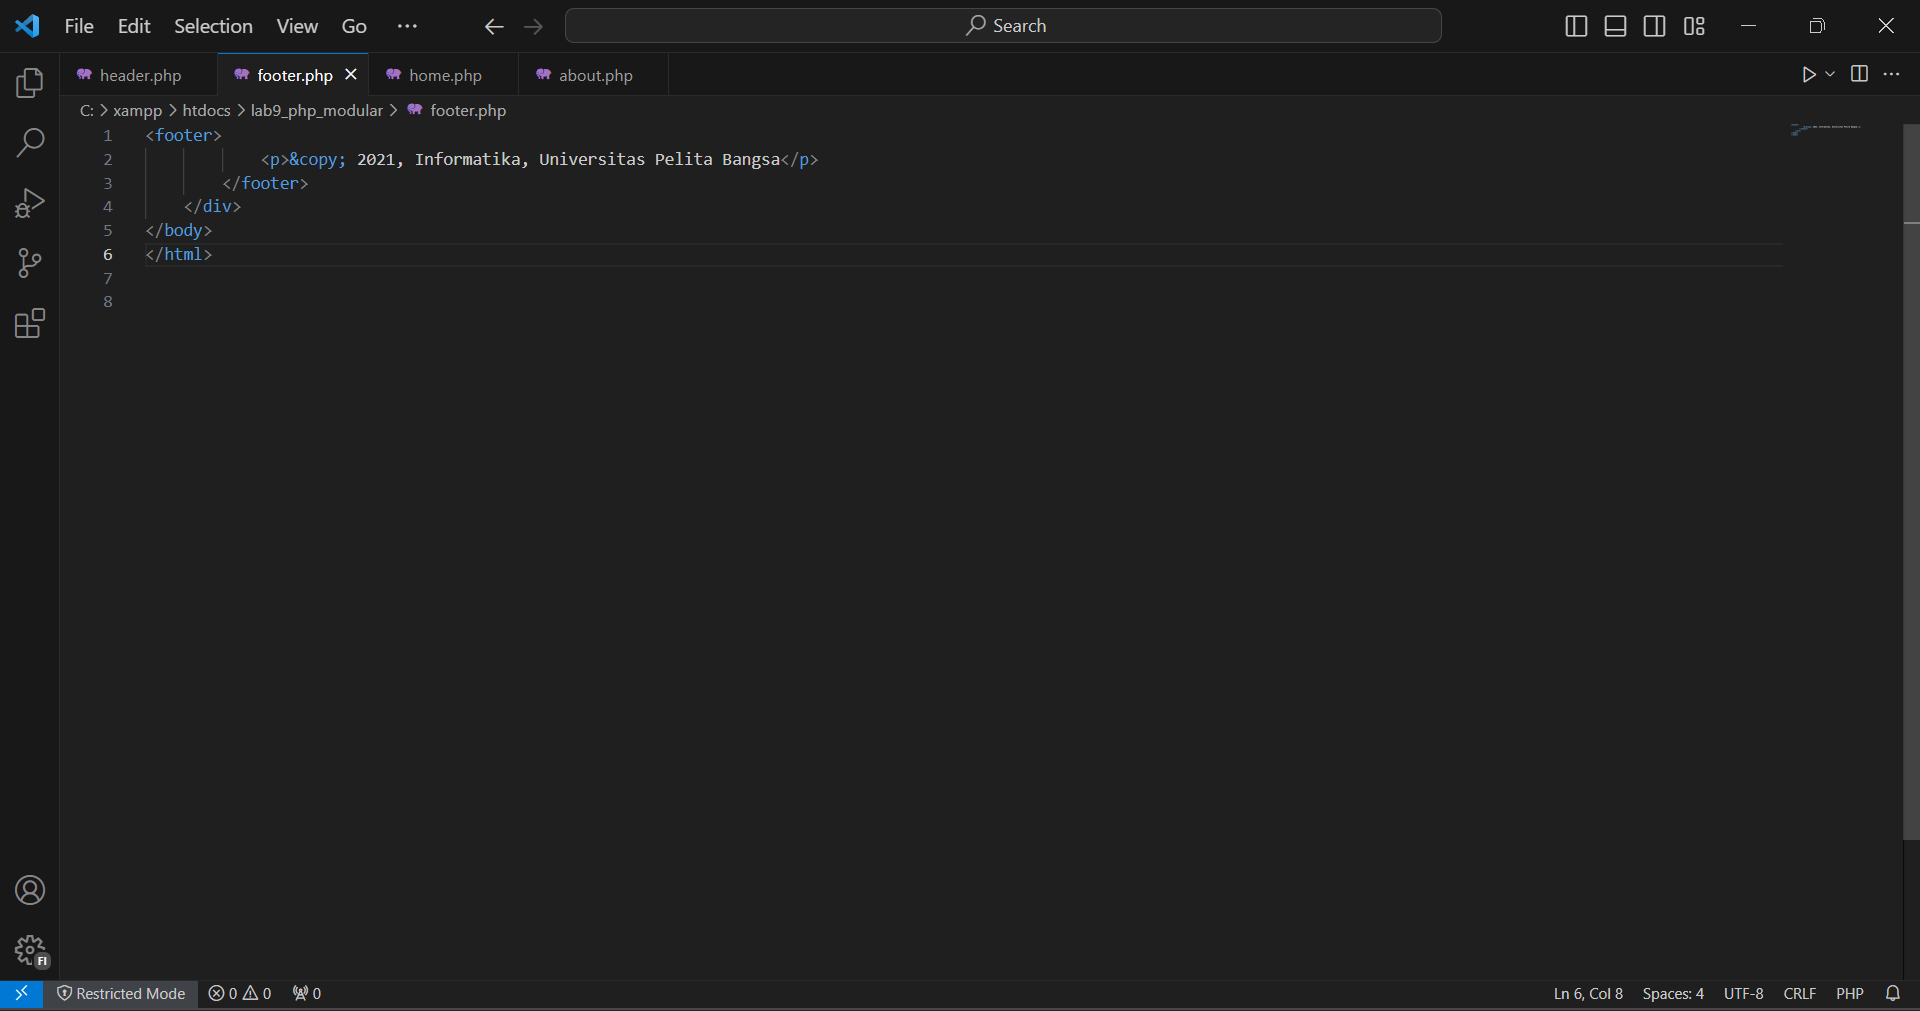 File Edit Selection View Go ··· Search
header.php footer.php home.php about.php
C: > xampp > htdocs > lab9_php_modular > footer.php
1 <footer>
2 <p>&copy; 2021, Informatika, Universitas Pelita Bangsa</p>
3 </footer>
4 </div>
5 </body>
6 </html>
7
8
FI
Restricted Mode 0 0 0 Ln 6, Col 8 Spaces: 4 UTF-8 CRLF PHP